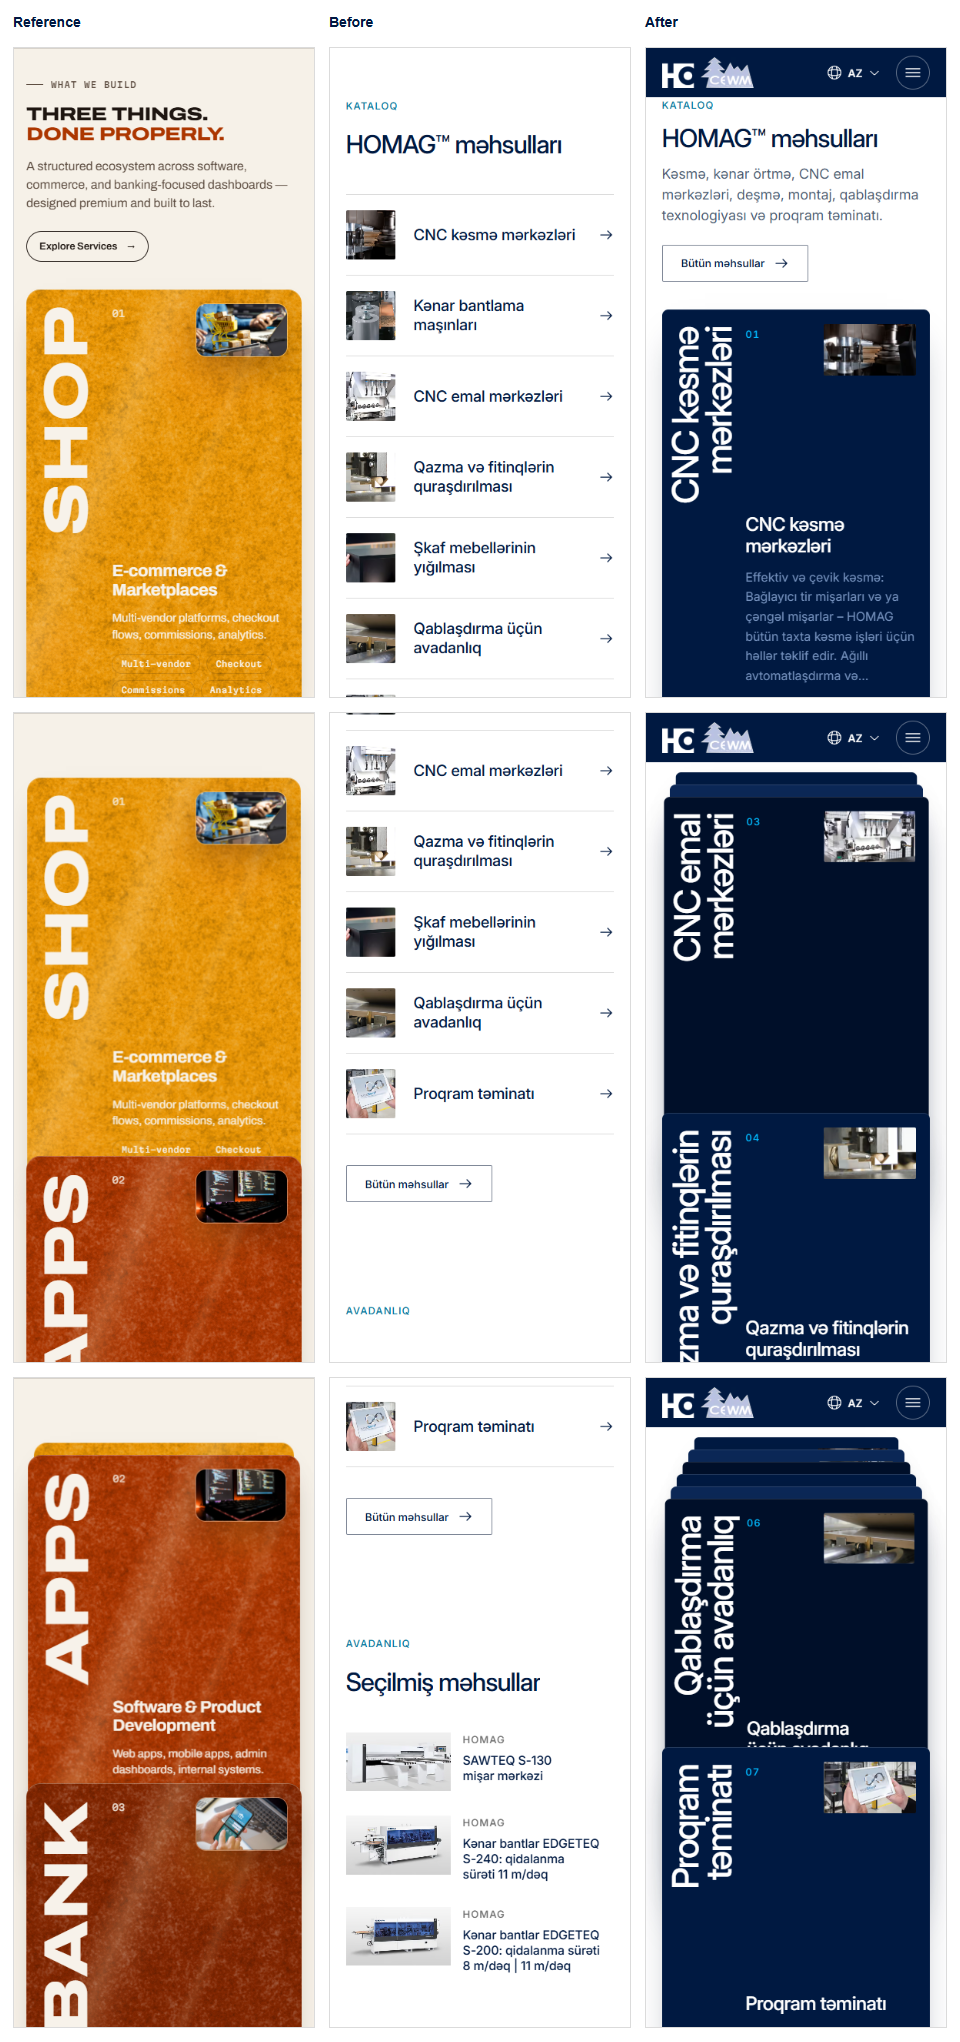 Reference
Before
After
WHAT WE BUILD
THREE THINGS.
DONE PROPERLY.
A structured ecosystem across software,
commerce, and banking-focused dashboards —
designed premium and built to last.
Explore Services →
SHOP
01
E-commerce &
Marketplaces
Multi-vendor platforms, checkout
flows, commissions, analytics.
Multi-vendor
Checkout
Commissions
Analytics
KATALOQ
HOMAG™ məhsulları
CNC kəsmə mərkəzləri
Kənar bantlama
maşınları
CNC emal mərkəzləri
Qazma və fitinqlərin
quraşdırılması
Şkaf mebellərinin
yığılması
Qablaşdırma üçün
avadanlıq
CEWM
AZ
KATALOQ
HOMAG™ məhsulları
Kəsmə, kənar örtmə, CNC emal
mərkəzləri, deşmə, montaj, qablaşdırma
texnologiyası və proqram təminatı.
Bütün məhsullar
CNC kəsmə
mərkəzləri
01
CNC kəsmə
mərkəzləri
Effektiv və çevik kəsmə:
Bağlayıcı tir mişarları və ya
çəngəl mişarlar – HOMAG
bütün taxta kəsmə işləri üçün
həllər təklif edir. Ağıllı
avtomatlaşdırma və...
SHOP
01
E-commerce &
Marketplaces
Multi-vendor platforms, checkout
flows, commissions, analytics.
Multi-vendor
Checkout
APPS
02
CNC emal mərkəzləri
Qazma və fitinqlərin
quraşdırılması
Şkaf mebellərinin
yığılması
Qablaşdırma üçün
avadanlıq
Proqram təminatı
Bütün məhsullar
AVADANLIQ
CEWM
AZ
CNC emal
mərkəzləri
03
zma və fitinqlərin
quraşdırılması
04
Qazma və fitinqlərin
quraşdırılması
APPS
02
Software & Product
Development
Web apps, mobile apps, admin
dashboards, internal systems.
BANK
03
Proqram təminatı
Bütün məhsullar
AVADANLIQ
Seçilmiş məhsullar
HOMAG
SAWTEQ S-130
mişar mərkəzi
HOMAG
Kənar bantlar EDGETEQ
S-240: qidalanma
sürəti 11 m/dəq
HOMAG
Kənar bantlar EDGETEQ
S-200: qidalanma sürəti
8 m/dəq | 11 m/dəq
CEWM
AZ
Qablaşdırma
üçün avadanlıq
06
Qablaşdırma
üçün avadanlıq
Proqram
təminatı
07
Proqram təminatı